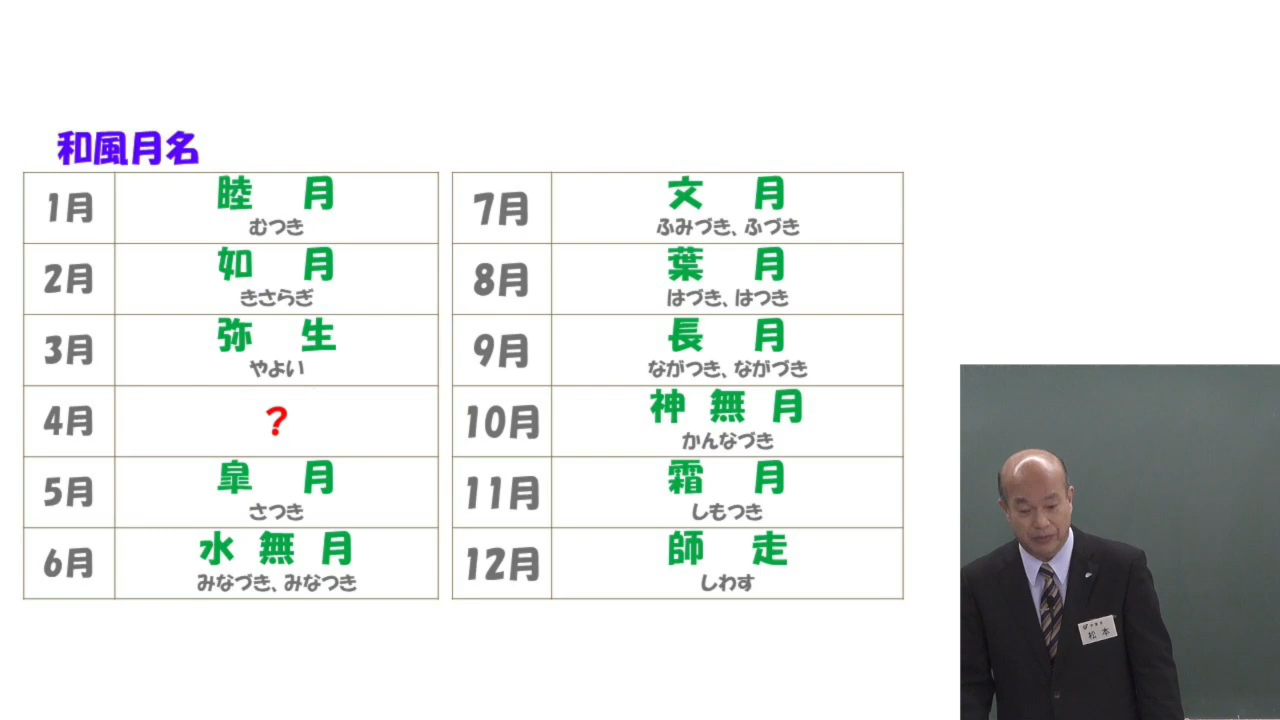 和風月名
1月 睦月
むつき
2月 如月
きさらぎ
3月 弥生
やよい
4月 ?
5月 皐月
さつき
6月 水無月
みなづき、みなつき
7月 文月
ふみづき、ふづき
8月 葉月
はづき、はつき
9月 長月
ながつき、ながづき
10月 神無月
かんなづき
11月 霜月
しもつき
12月 師走
しわす
松本